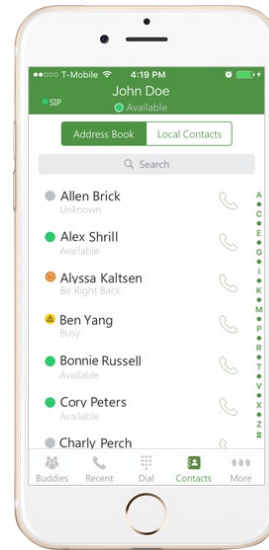 T-Mobile 4:19 PM
John Doe
SIP
Available
Address Book Local Contacts
Search
Allen Brick
Unknown
Alex Shrill
Available
Alyssa Kaltsen
Be Right Back
Ben Yang
Busy
Bonnie Russell
Available
Cory Peters
Available
Charly Perch
A
C
E
G
I
K
M
P
R
T
V
X
Z
#
Buddies Recent Dial Contacts More